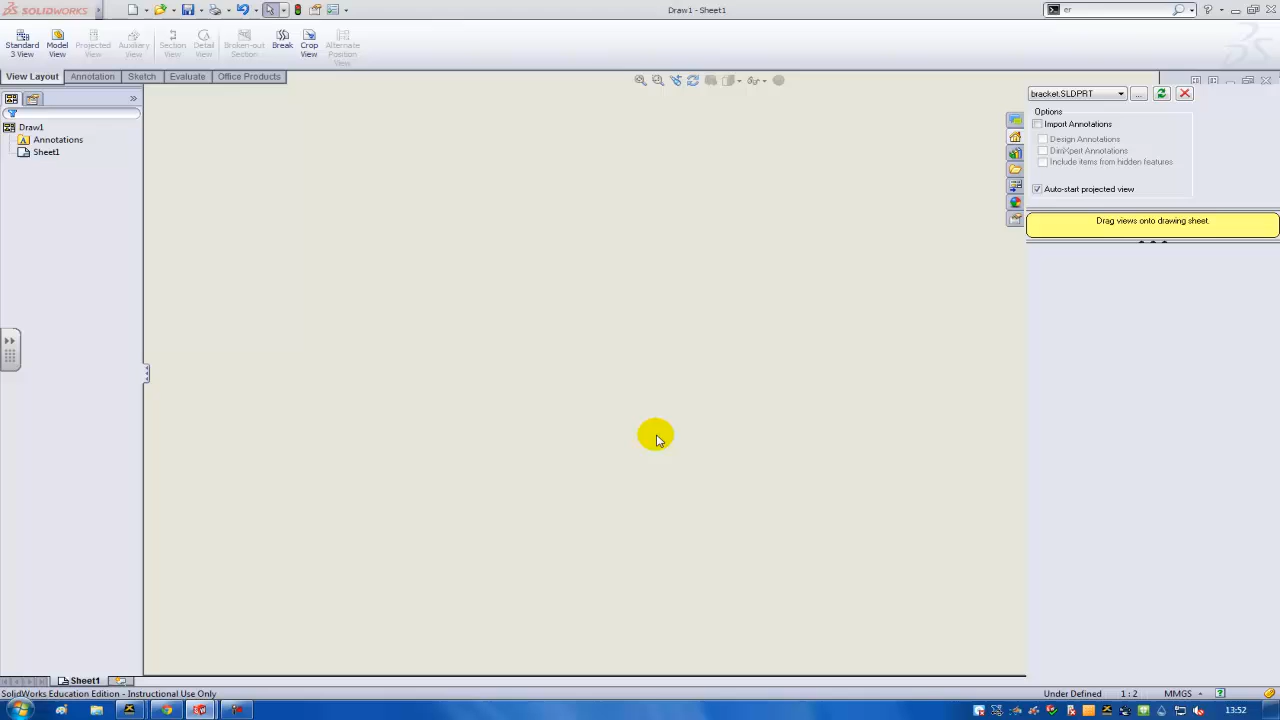 SOLIDWORKS
Draw1 - Sheet1
er
Standard 3 View
Model View
Projected View
Auxiliary View
Section View
Detail View
Broken-out Section
Break
Crop View
Alternate Position View
View Layout
Annotation
Sketch
Evaluate
Office Products
bracket.SLDPRT
...
Options
Import Annotations
Design Annotations
DimXpert Annotations
Include items from hidden features
Auto-start projected view
Drag views onto drawing sheet.
Draw1
Annotations
Sheet1
Sheet1
SolidWorks Education Edition - Instructional Use Only
Under Defined
1 : 2
MMGS
13:52